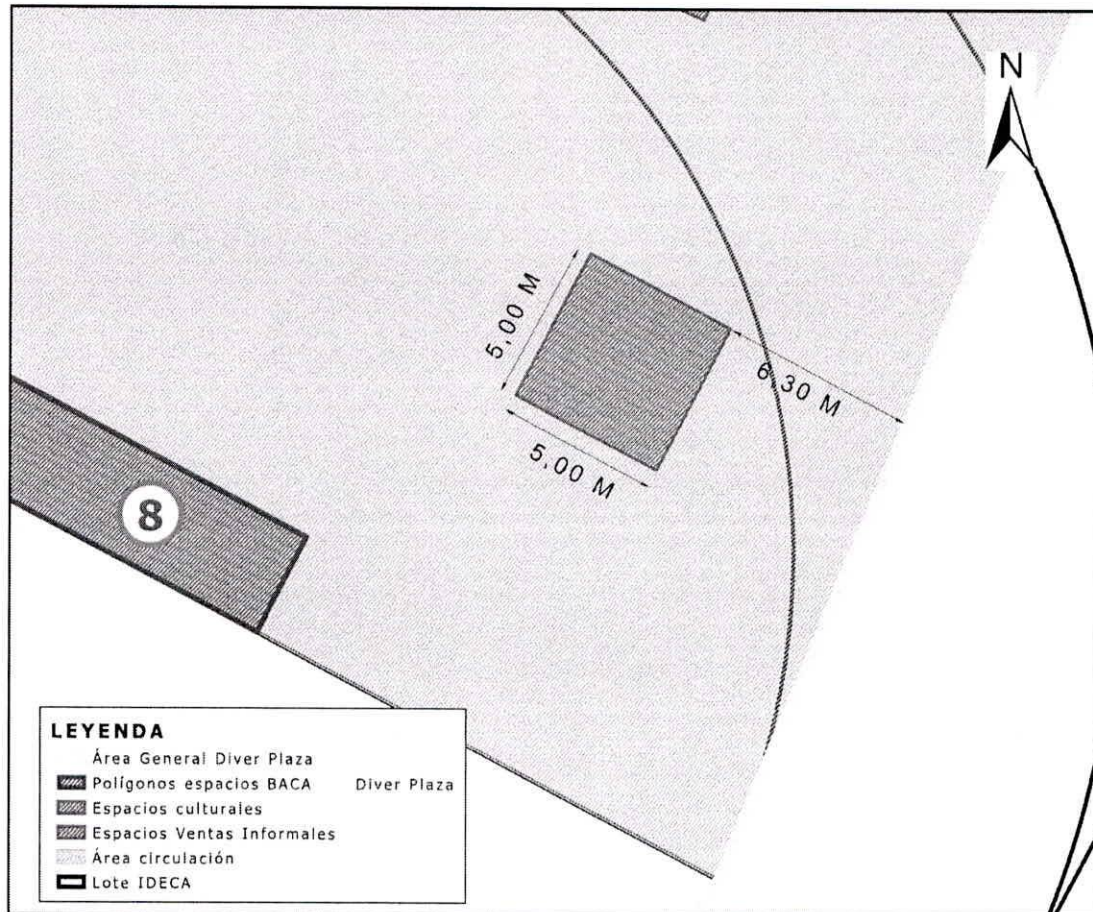 N
5,00 M
6,30 M
5,00 M
8
LEYENDA
Área General Diver Plaza
Polígonos espacios BACA Diver Plaza
Espacios culturales
Espacios Ventas Informales
Área circulación
Lote IDECA